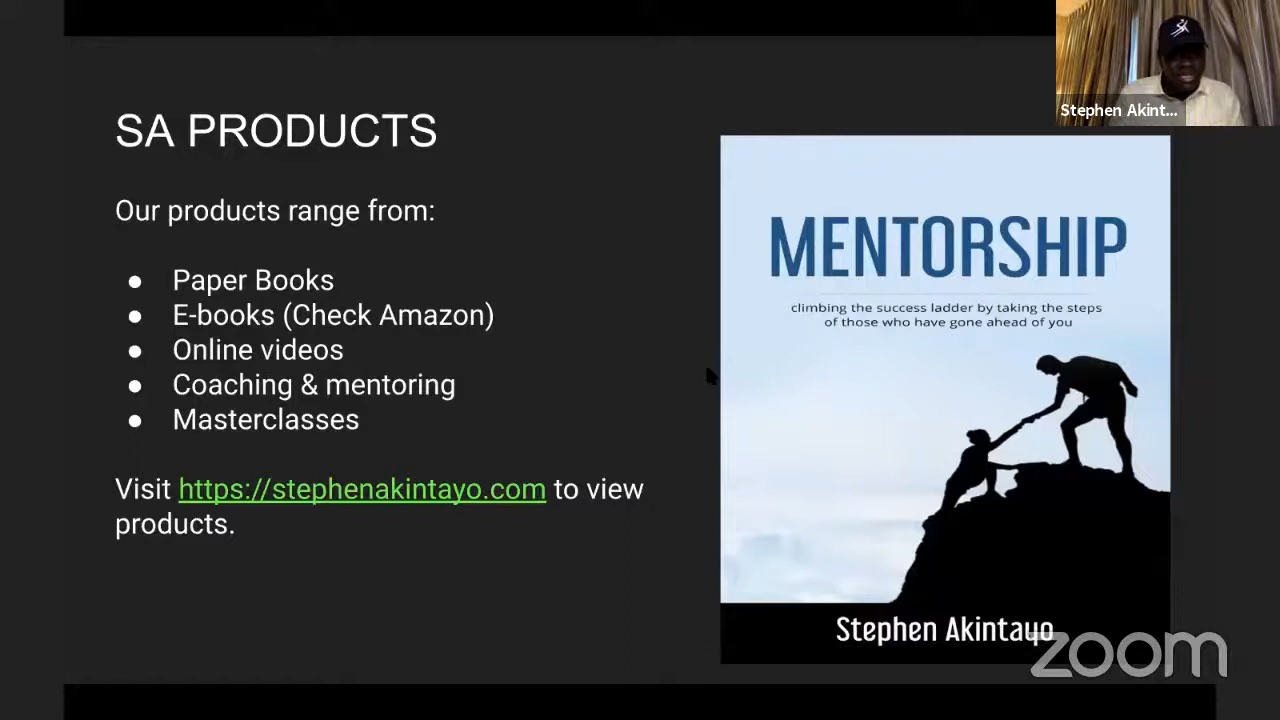 Stephen Akint...
SA PRODUCTS
Our products range from:
● Paper Books
● E-books (Check Amazon)
● Online videos
● Coaching & mentoring
● Masterclasses
Visit https://stephenakintayo.com to view
products.
MENTORSHIP
climbing the success ladder by taking the steps
of those who have gone ahead of you
Stephen Akintayo
zoom